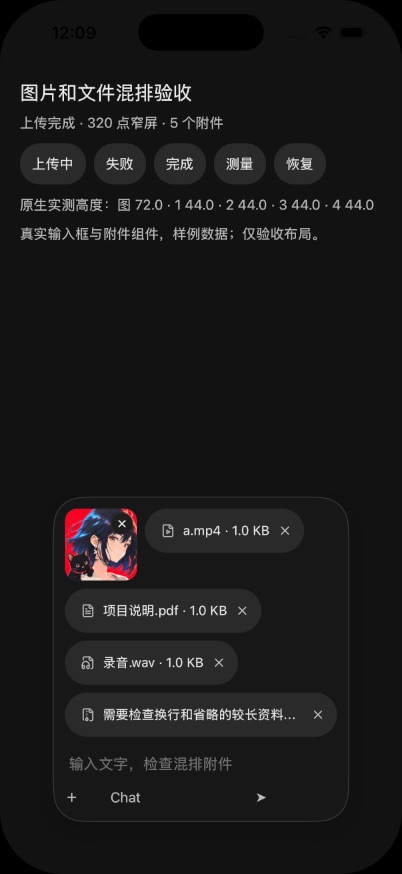 12:09
图片和文件混排验收
上传完成 · 320 点窄屏 · 5 个附件
上传中 失败 完成 测量 恢复
原生实测高度：图 72.0 · 1 44.0 · 2 44.0 · 3 44.0 · 4 44.0
真实输入框与附件组件，样例数据；仅验收布局。
a.mp4 · 1.0 KB
项目说明.pdf · 1.0 KB
录音.wav · 1.0 KB
需要检查换行和省略的较长资料...
输入文字，检查混排附件
Chat